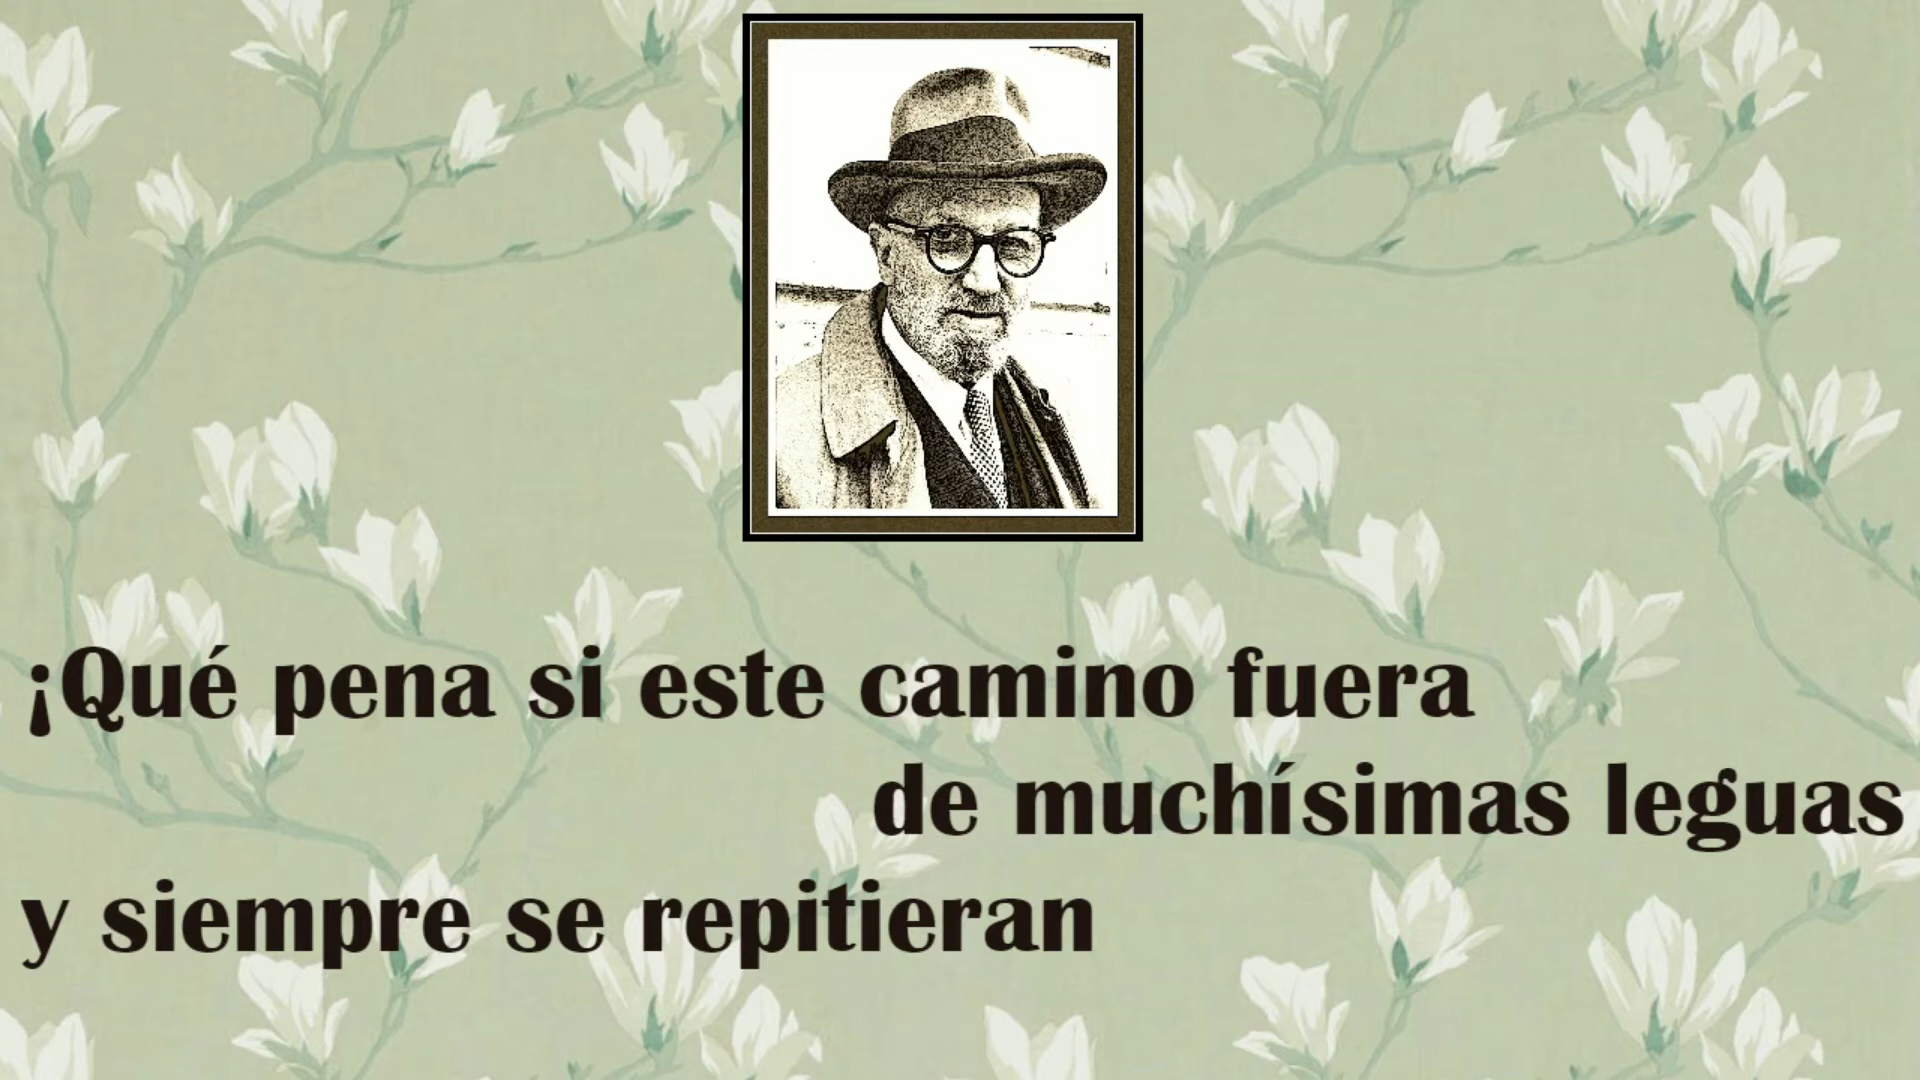 ¡Qué pena si este camino fuera
de muchísimas leguas
y siempre se repitieran